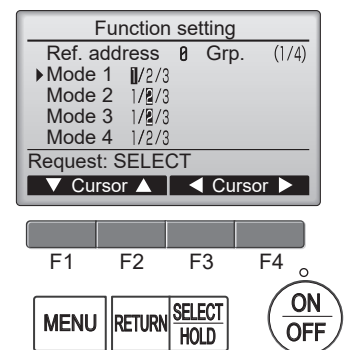 Function setting
Ref. address 0 Grp. (1/4)
▶Mode 1 1/2/3
Mode 2 1/2/3
Mode 3 1/2/3
Mode 4 1/2/3
Request: SELECT
▼ Cursor ▲ ◀ Cursor ▶
F1 F2 F3 F4
MENU RETURN SELECT HOLD ON OFF